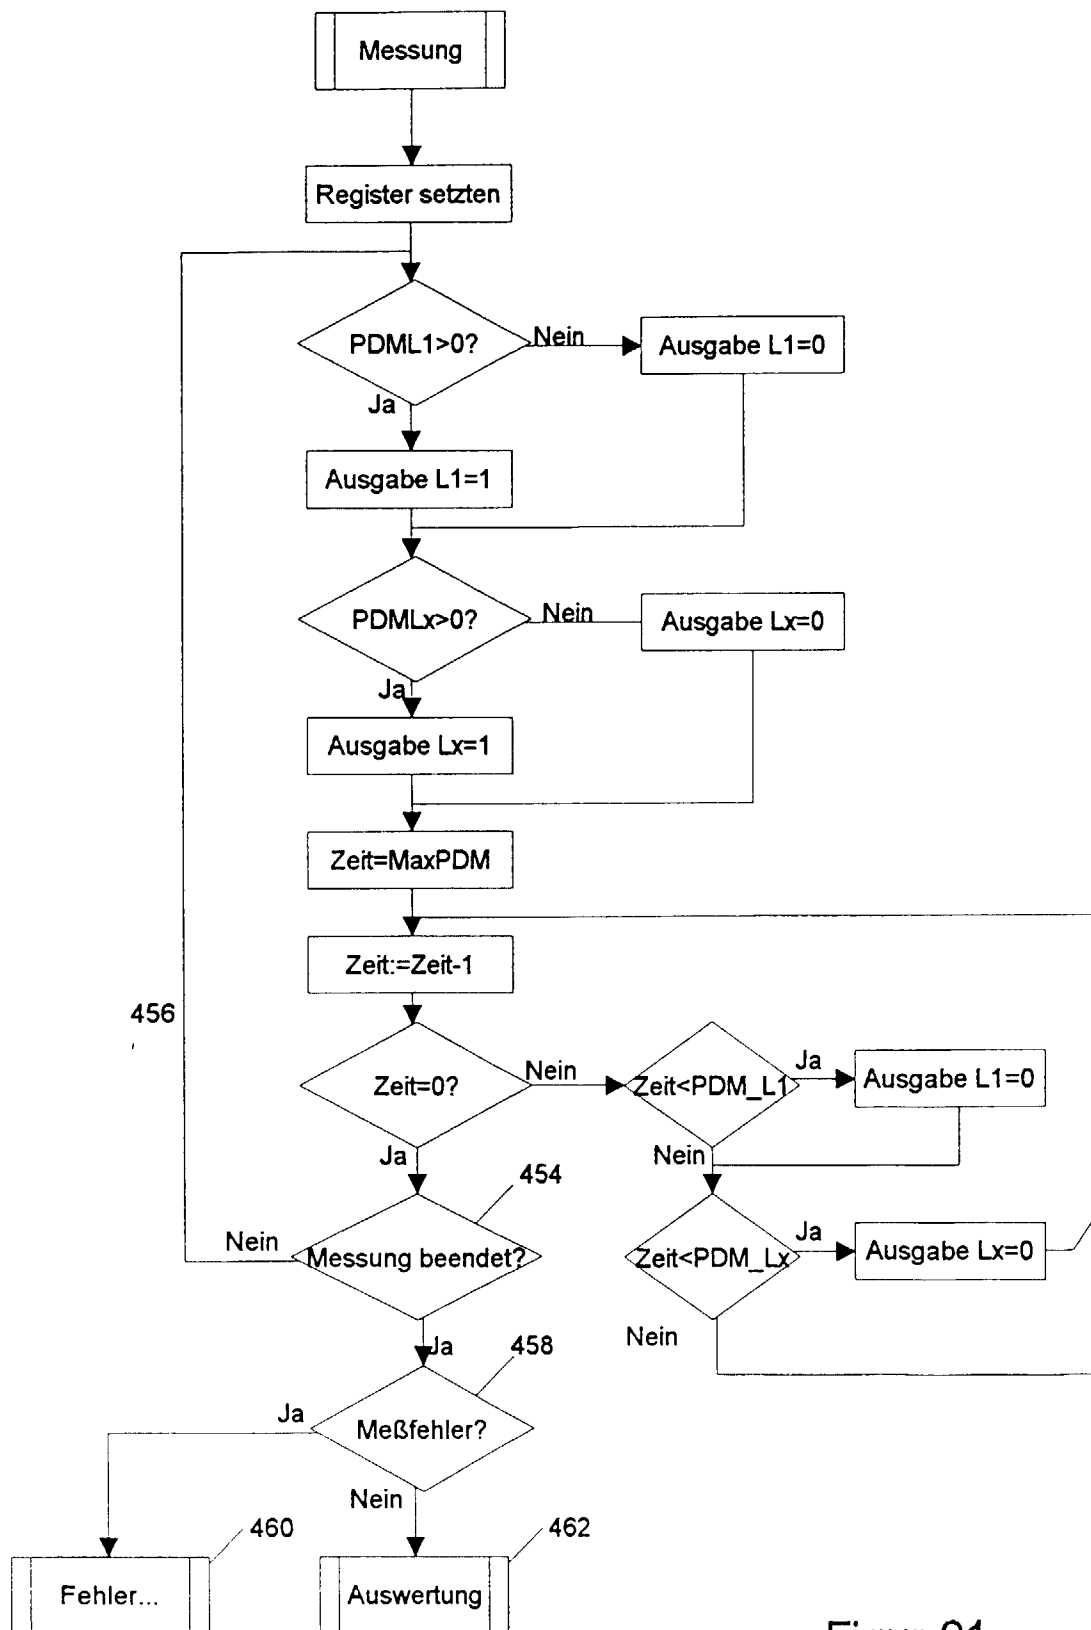 Messung
Register setzten
PDML1>0?
Nein
Ausgabe L1=0
Ja
Ausgabe L1=1
PDMLx>0?
Nein
Ausgabe Lx=0
Ja
Ausgabe Lx=1
Zeit=MaxPDM
Zeit:=Zeit-1
456
Zeit=0?
Nein
Zeit<PDM_L1
Ja
Ausgabe L1=0
Ja
Nein
454
Nein
Messung beendet?
Zeit<PDM_Lx
Ja
Ausgabe Lx=0
Ja
Nein
458
Ja
Meßfehler?
Nein
460
462
Fehler...
Auswertung